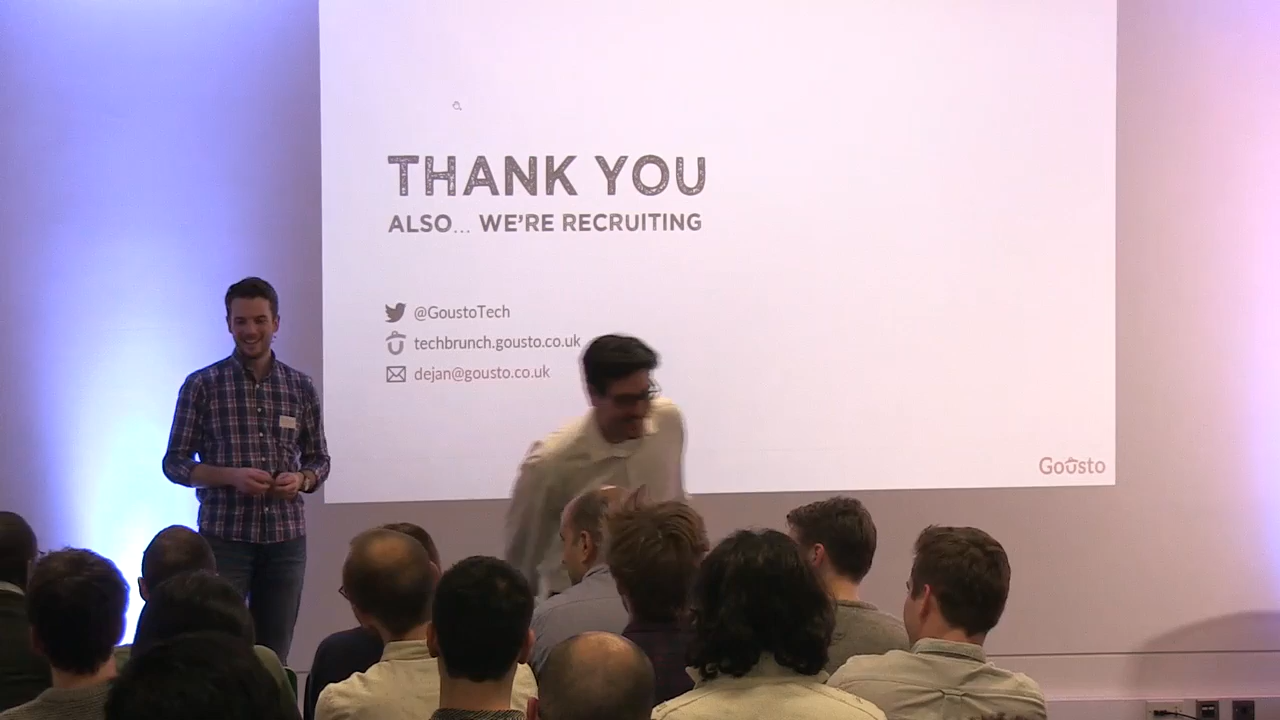 THANK YOU
ALSO... WE'RE RECRUITING
@GoustoTech
techbrunch.gousto.co.uk
dejan@gousto.co.uk
Gousto